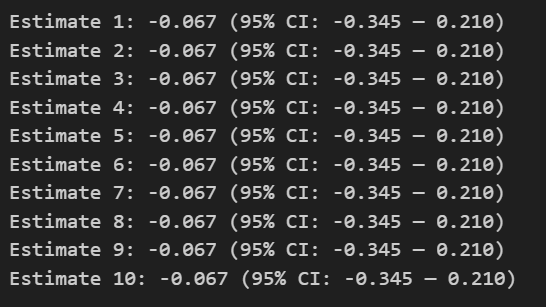 Estimate 1: -0.067 (95% CI: -0.345 — 0.210)
Estimate 2: -0.067 (95% CI: -0.345 — 0.210)
Estimate 3: -0.067 (95% CI: -0.345 — 0.210)
Estimate 4: -0.067 (95% CI: -0.345 — 0.210)
Estimate 5: -0.067 (95% CI: -0.345 — 0.210)
Estimate 6: -0.067 (95% CI: -0.345 — 0.210)
Estimate 7: -0.067 (95% CI: -0.345 — 0.210)
Estimate 8: -0.067 (95% CI: -0.345 — 0.210)
Estimate 9: -0.067 (95% CI: -0.345 — 0.210)
Estimate 10: -0.067 (95% CI: -0.345 — 0.210)